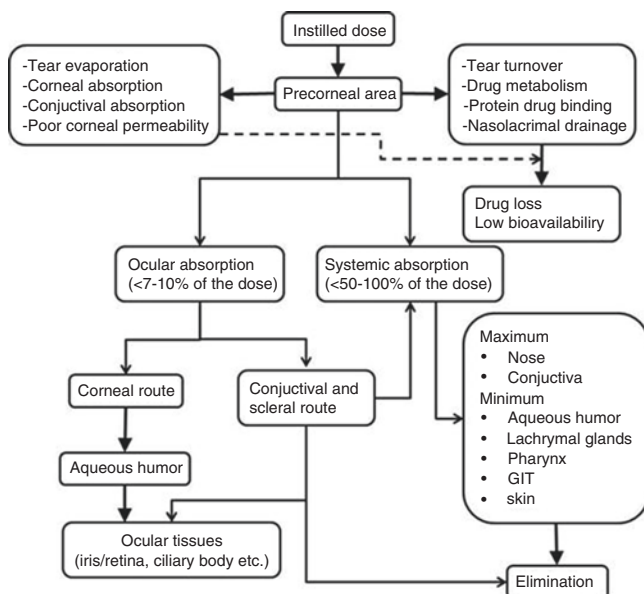 Instilled dose
-Tear evaporation
-Corneal absorption
-Conjuctival absorption
-Poor corneal permeability
Precorneal area
-Tear turnover
-Drug metabolism
-Protein drug binding
-Nasolacrimal drainage
Drug loss
Low bioavailabiliry
Ocular absorption
(<7-10% of the dose)
Systemic absorption
(<50-100% of the dose)
Corneal route
Conjuctival and
scleral route
Maximum
• Nose
• Conjuctiva
Minimum
• Aqueous humor
• Lachrymal glands
• Pharynx
• GIT
• skin
Aqueous humor
Ocular tissues
(iris/retina, ciliary body etc.)
Elimination